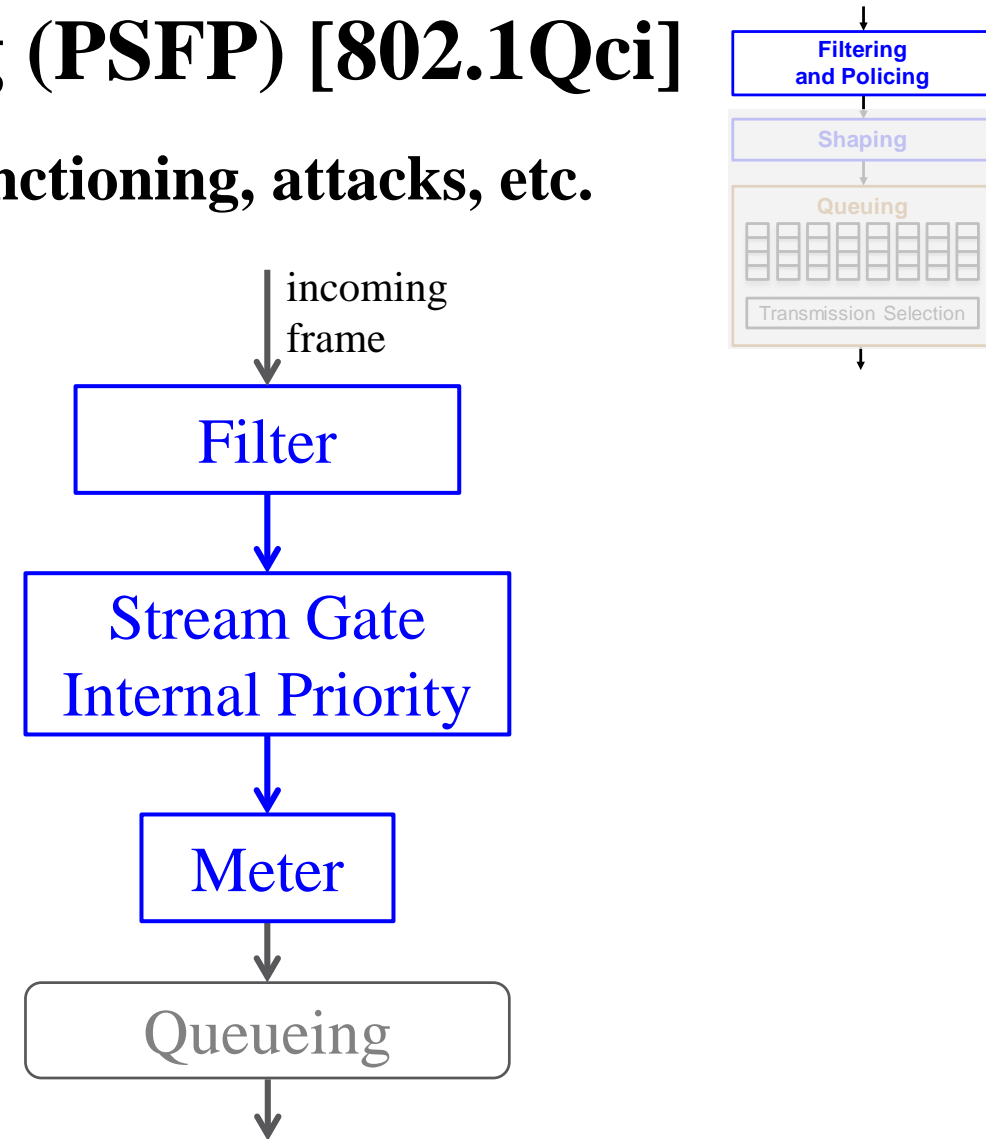 (PSFP) [802.1Qci]
nctioning, attacks, etc.
incoming
frame
Filter
Stream Gate
Internal Priority
Meter
Queueing
Filtering
and Policing
Shaping
Queuing
Transmission Selection